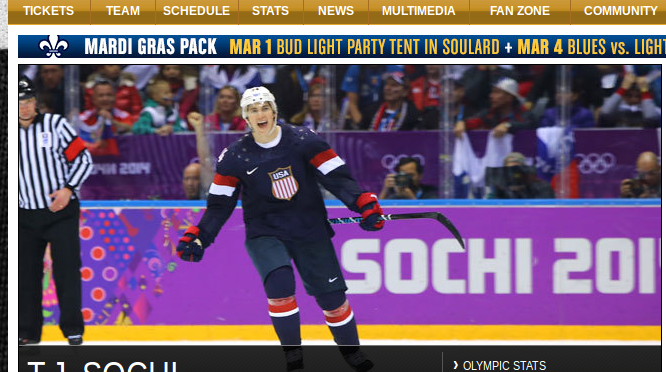 TICKETS TEAM SCHEDULE STATS NEWS MULTIMEDIA FAN ZONE COMMUNITY
MARDI GRAS PACK MAR 1 BUD LIGHT PARTY TENT IN SOULARD + MAR 4 BLUES vs. LIGHT
2014
USA
SOCHI 201
T.J. SOCHI
› OLYMPIC STATS